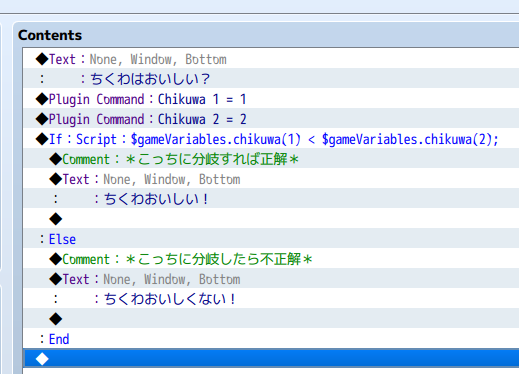 Contents
◆Text：None, Window, Bottom
：　　：ちくわはおいしい？
◆Plugin Command：Chikuwa 1 = 1
◆Plugin Command：Chikuwa 2 = 2
◆If：Script：$gameVariables.chikuwa(1) < $gameVariables.chikuwa(2);
◆Comment：＊こっちに分岐すれば正解＊
◆Text：None, Window, Bottom
：　　：ちくわおいしい！
◆
：Else
◆Comment：＊こっちに分岐したら不正解＊
◆Text：None, Window, Bottom
：　　：ちくわおいしくない！
◆
：End
◆